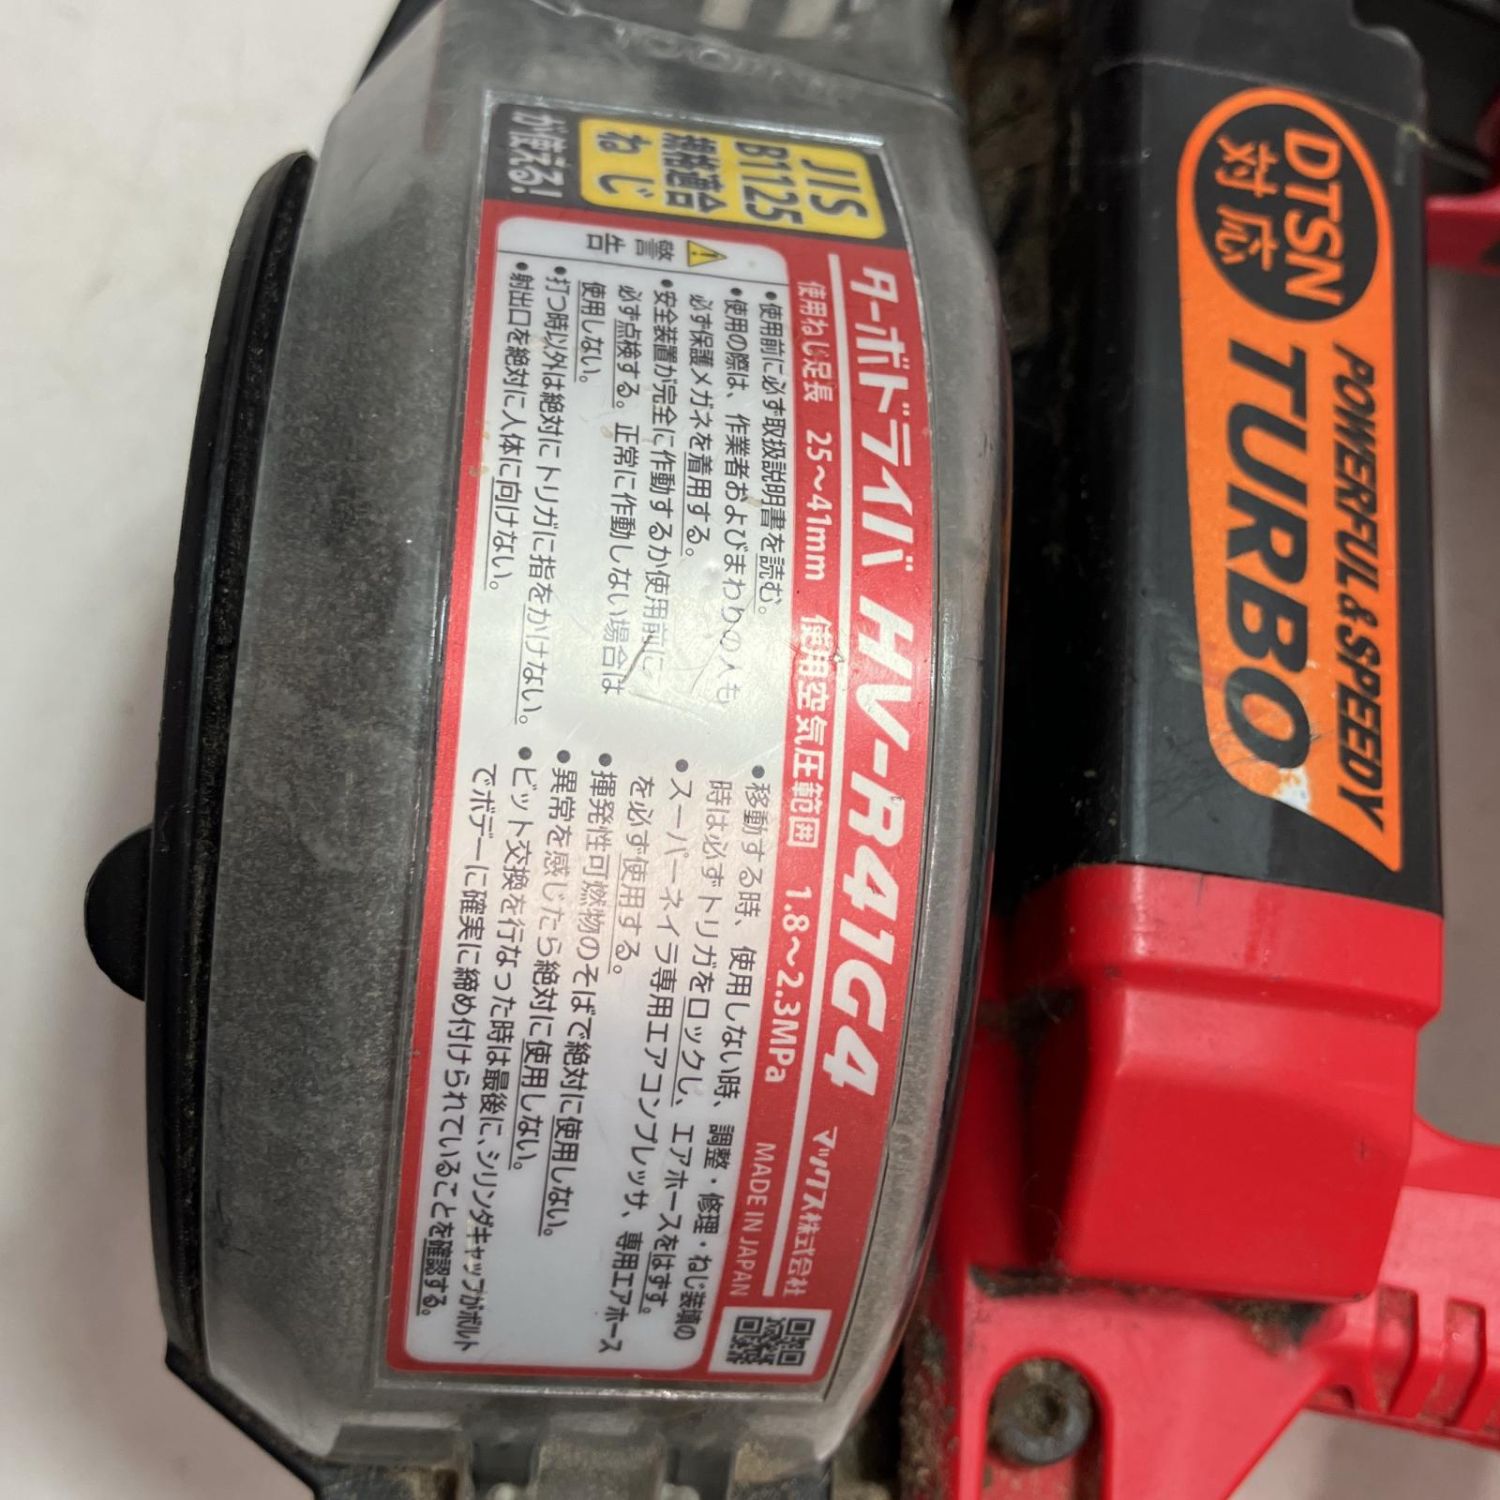 JIS
B1125
規格適合
ねじ
が使える!
ターボドライバ HV-R41G4 マックス株式会社
使用ねじ足長 25〜41mm 使用空気圧範囲 1.8〜2.3MPa MADE IN JAPAN
警告
•使用前に必ず取扱説明書を読む。
•使用の際は、作業者およびまわりの人も
必ず保護メガネを着用する。
•安全装置が完全に作動するか使用前に
必ず点検する。正常に作動しない場合は
使用しない。
•打つ時以外は絶対にトリガに指をかけない。
•射出口を絶対に人体に向けない。
•移動する時、使用しない時、調整・修理・ねじ装填の
時は必ずトリガをロックし、エアホースをはずす。
•スーパーネイラ専用エアコンプレッサ、専用エアホース
を必ず使用する。
•揮発性可燃物のそばで絶対に使用しない。
•異常を感じたら絶対に使用しない。
•ビット交換を行なった時は最後に、シリンダキャップがボルト
でボデーに確実に締め付けられていることを確認する。
DTSN
対応
POWERFUL & SPEEDY
TURBO